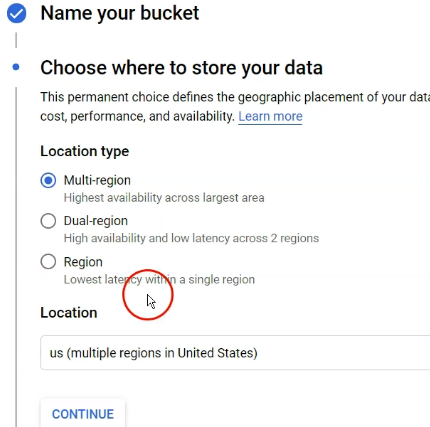 Name your bucket
Choose where to store your data
This permanent choice defines the geographic placement of your data
cost, performance, and availability. Learn more
Location type
Multi-region
Highest availability across largest area
Dual-region
High availability and low latency across 2 regions
Region
Lowest latency within a single region
Location
us (multiple regions in United States)
CONTINUE